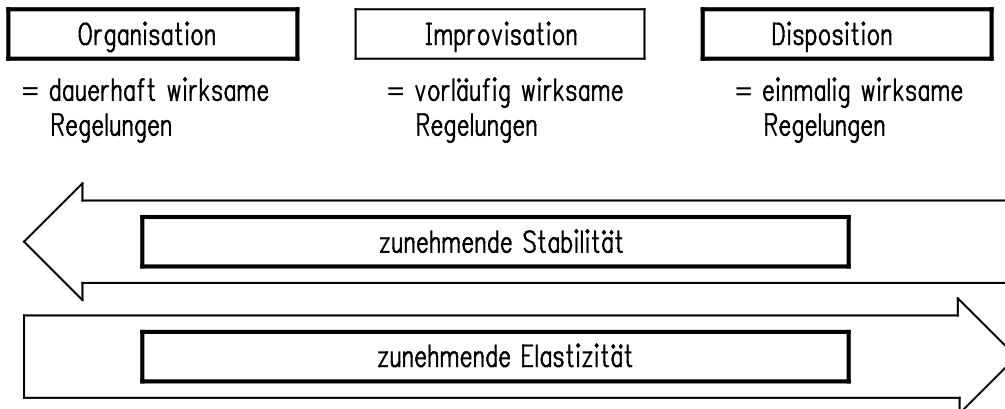 Organisation
Improvisation
Disposition
= dauerhaft wirksame
Regelungen
= vorläufig wirksame
Regelungen
= einmalig wirksame
Regelungen
zunehmende Stabilität
zunehmende Elastizität